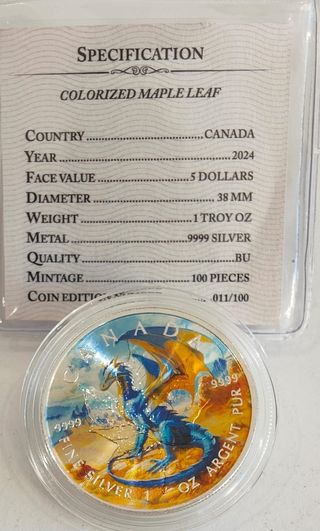 SPECIFICATION
COLORIZED MAPLE LEAF
COUNTRY....................CANADA
YEAR....................2024
FACE VALUE....................5 DOLLARS
DIAMETER....................38 MM
WEIGHT....................1 TROY OZ
METAL....................9999 SILVER
QUALITY....................BU
MINTAGE....................100 PIECES
COIN EDITION 011/100
CANADA
9999 9999
FINE SILVER 1 OZ ARGENT PUR